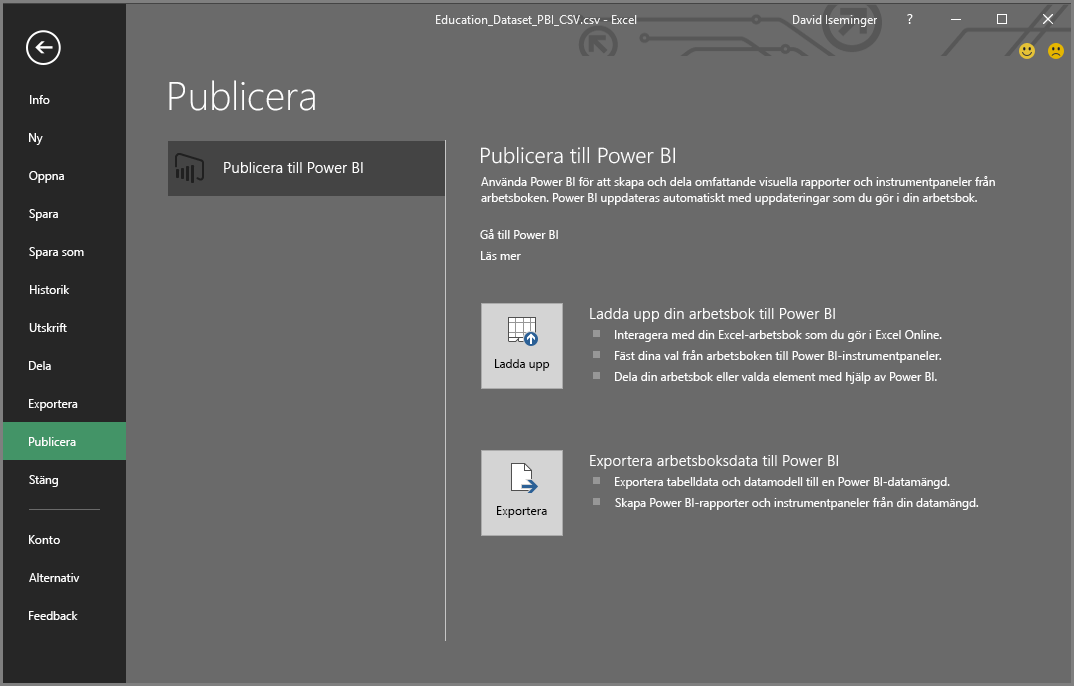 Education_Dataset_PBI_CSV.csv - Excel
David Iseminger
?
Info
Ny
Oppna
Spara
Spara som
Historik
Utskrift
Dela
Exportera
Publicera
Stäng
Konto
Alternativ
Feedback
Publicera
Publicera till Power BI
Publicera till Power BI
Använda Power BI för att skapa och dela omfattande visuella rapporter och instrumentpaneler från
arbetsboken. Power BI uppdateras automatiskt med uppdateringar som du gör i din arbetsbok.
Gå till Power BI
Läs mer
Ladda upp
Ladda upp din arbetsbok till Power BI
Interagera med din Excel-arbetsbok som du gör i Excel Online.
Fäst dina val från arbetsboken till Power BI-instrumentpaneler.
Dela din arbetsbok eller valda element med hjälp av Power BI.
Exportera
Exportera arbetsboksdata till Power BI
Exportera tabelldata och datamodell till en Power BI-datamängd.
Skapa Power BI-rapporter och instrumentpaneler från din datamängd.